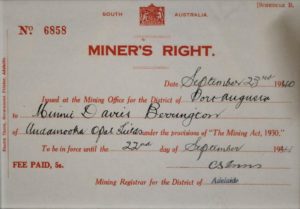 [SCHEDULE B.
SOUTH AUSTRALIA.
No. 6858
MINER'S RIGHT.
Date September 23rd 1940
Issued at the Mining Office for the District of Port Augusta
to Minnie Davis Berrington
of Andamooka Opal Fields under the provisions of "The Mining Act, 1930."
To be in force until the 22nd day of September 1941
FEE PAID, 5s.
Mining Registrar for the District of Adelaide